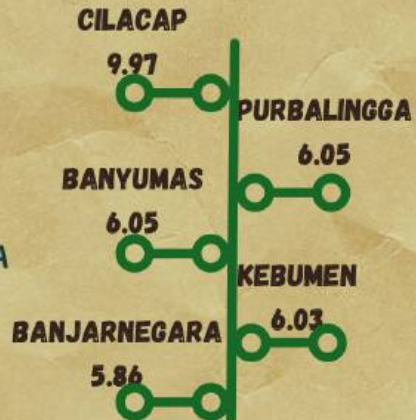 CILACAP
9.97
PURBALINGGA
6.05
BANYUMAS
6.05
KEBUMEN
6.03
BANJARNEGARA
5.86
A